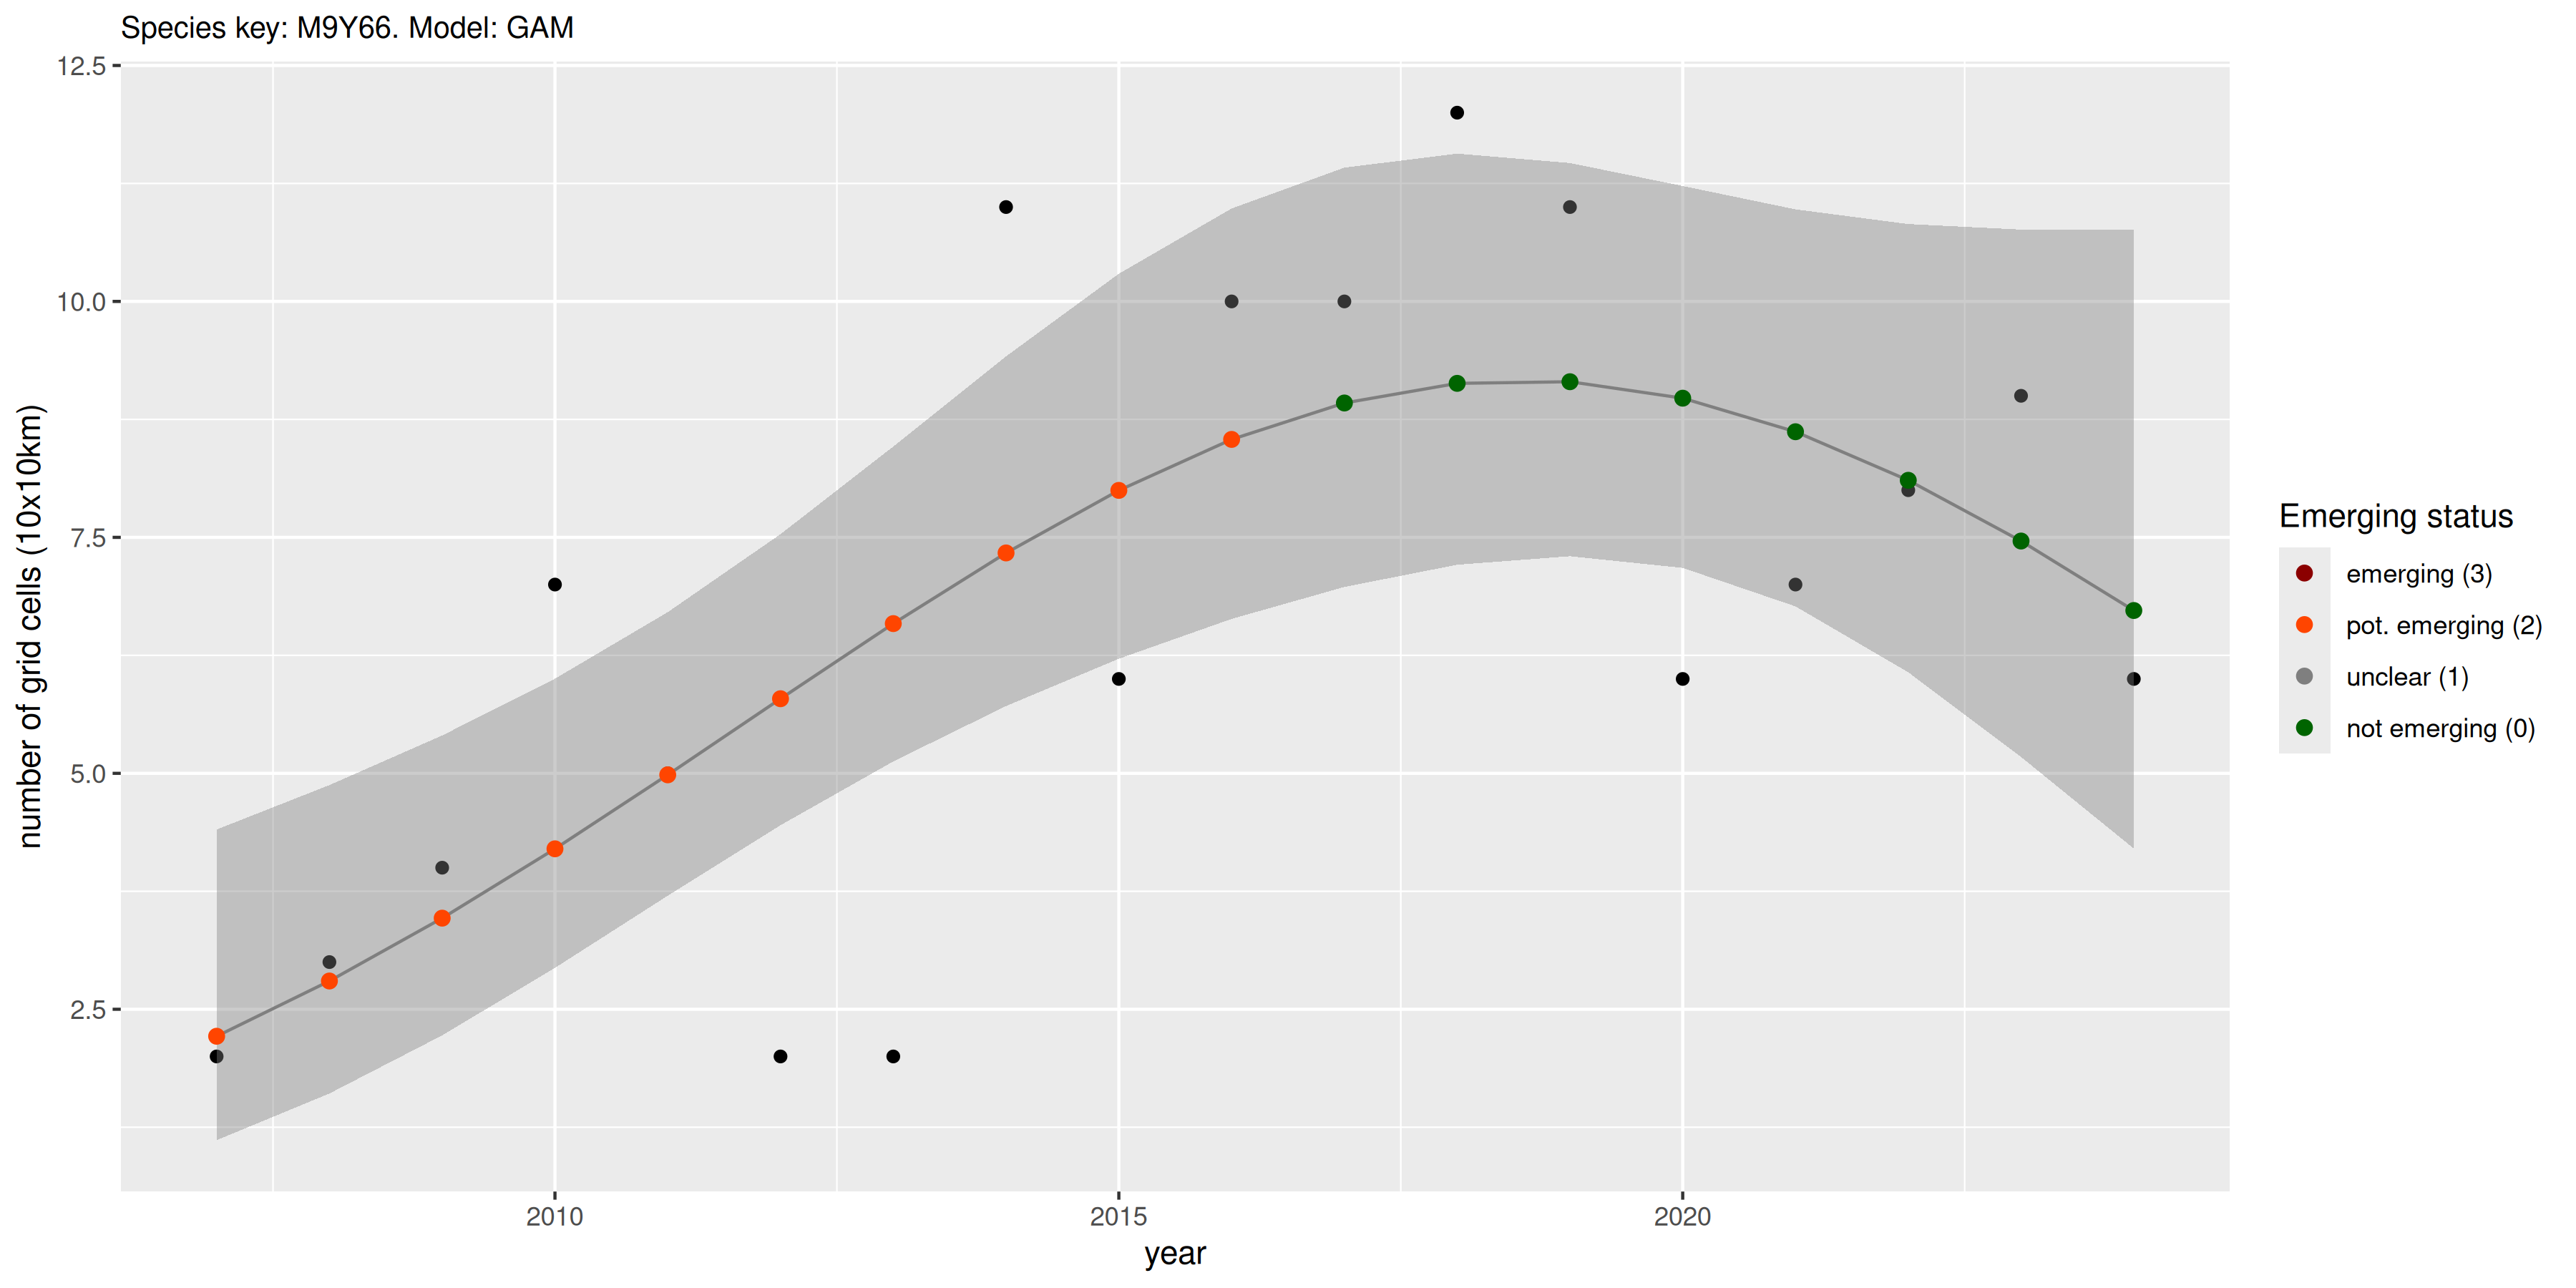 Species key: M9Y66. Model: GAM
12.5
10.0
7.5
5.0
2.5
number of grid cells (10x10km)
2010 2015 2020
year
Emerging status
emerging (3)
pot. emerging (2)
unclear (1)
not emerging (0)